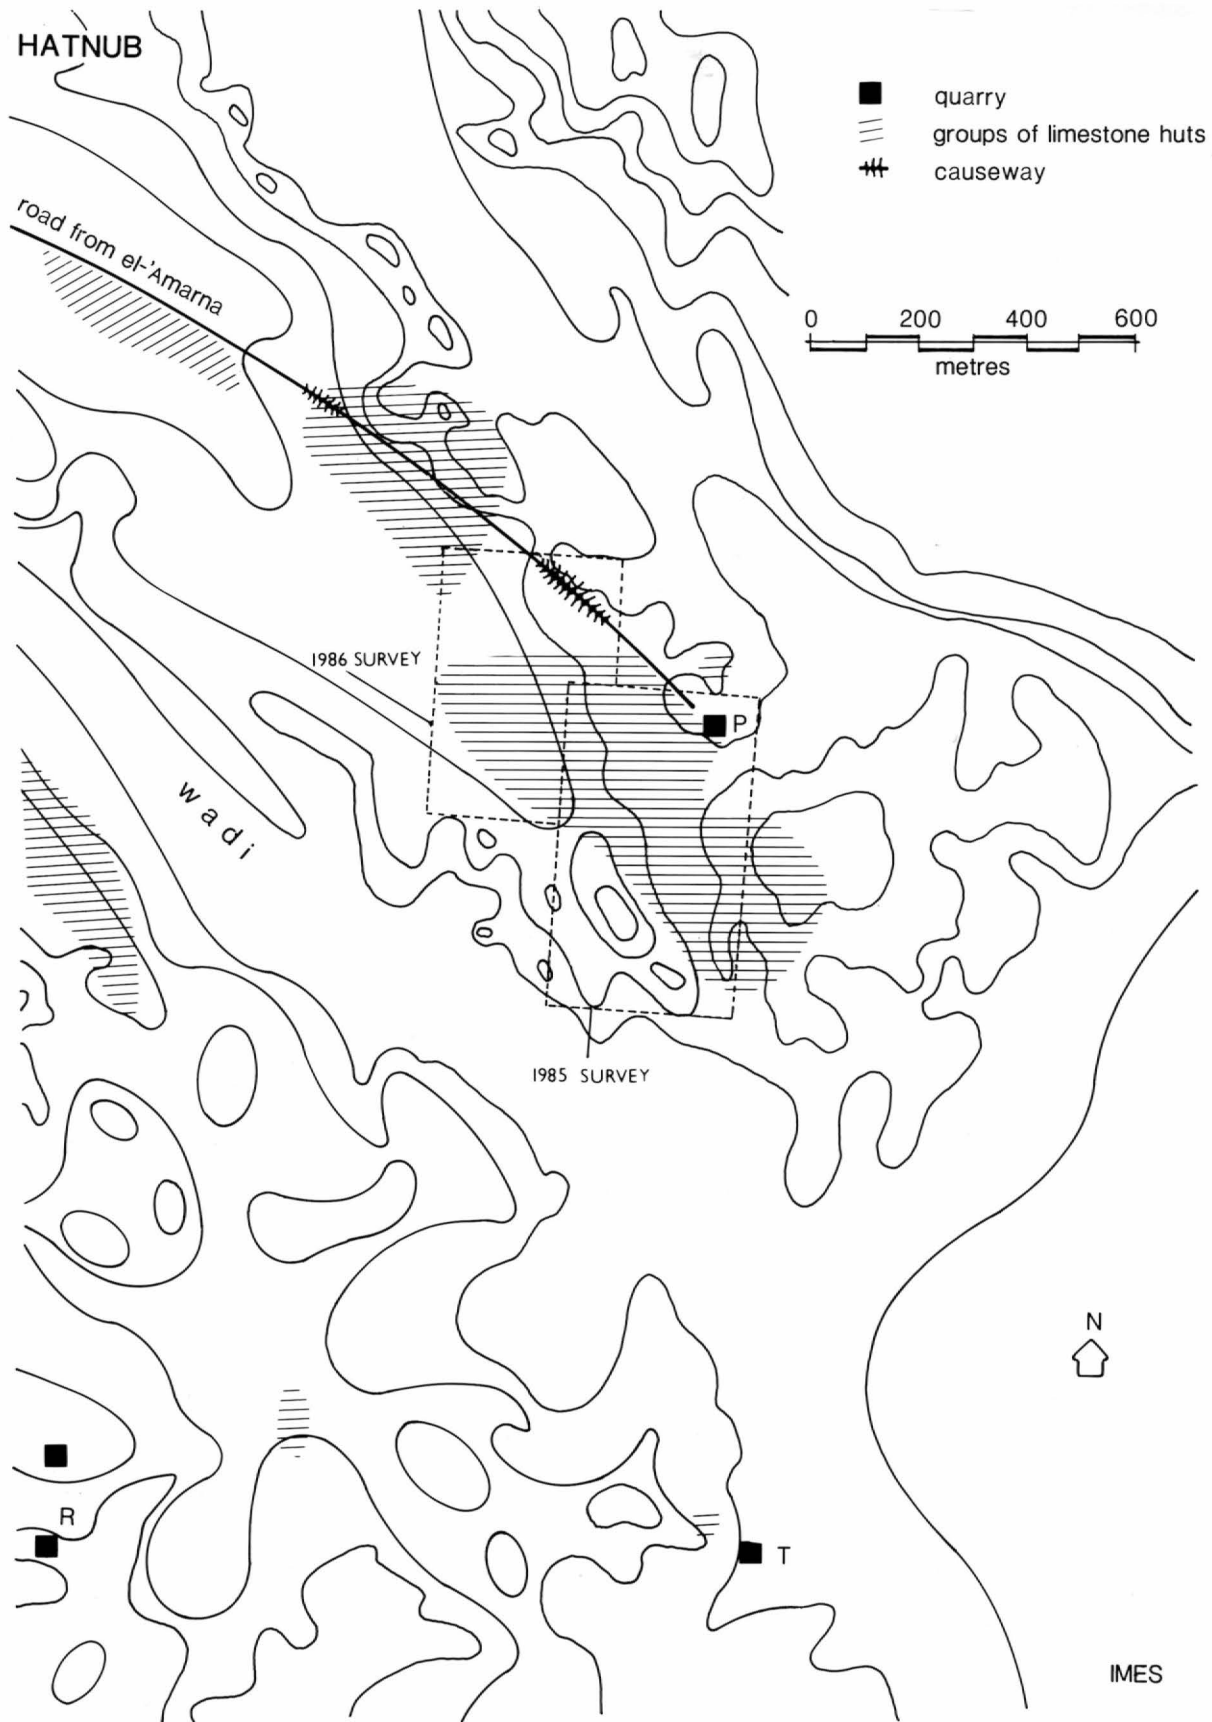 HATNUB
quarry
groups of limestone huts
causeway
road from el-'Amarna
0 200 400 600
metres
1986 SURVEY
P
wadi
1985 SURVEY
N
R
T
IMES